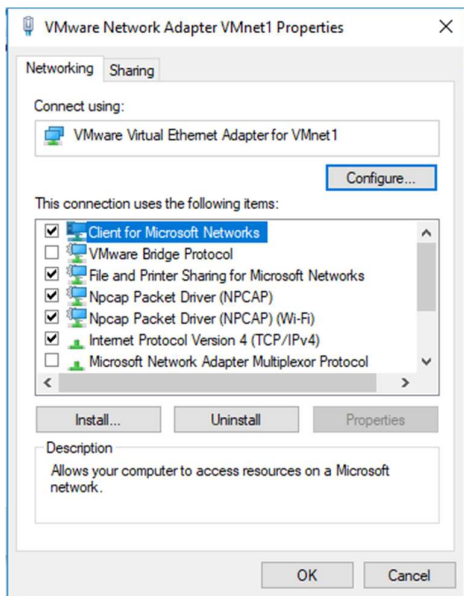 VMware Network Adapter VMnet1 Properties
Networking
Sharing
Connect using:
VMware Virtual Ethernet Adapter for VMnet1
Configure...
This connection uses the following items:
Client for Microsoft Networks
VMware Bridge Protocol
File and Printer Sharing for Microsoft Networks
Npcap Packet Driver (NPCAP)
Npcap Packet Driver (NPCAP) (Wi-Fi)
Internet Protocol Version 4 (TCP/IPv4)
Microsoft Network Adapter Multiplexor Protocol
Install...
Uninstall
Properties
Description
Allows your computer to access resources on a Microsoft
network.
OK
Cancel